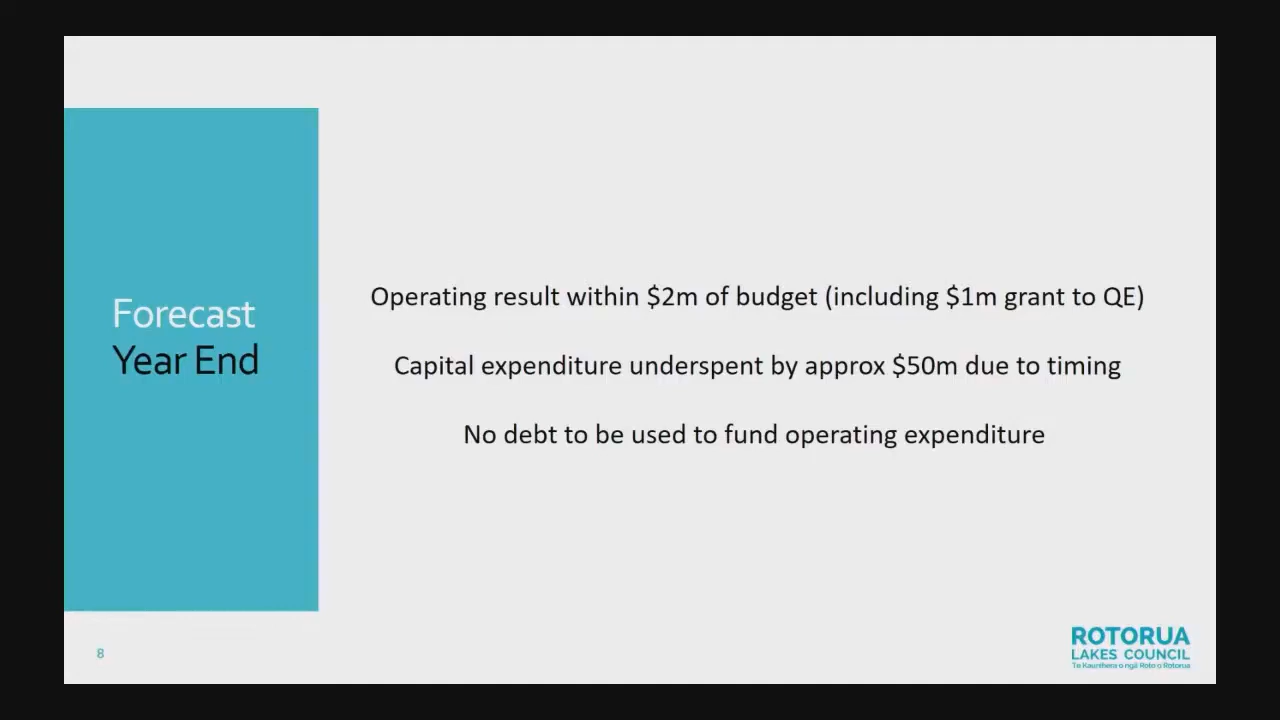 Forecast
Year End
Operating result within $2m of budget (including $1m grant to QE)
Capital expenditure underspent by approx $50m due to timing
No debt to be used to fund operating expenditure
8
ROTORUA
LAKES COUNCIL
Te Kaunihera o ngā Roto o Rotorua